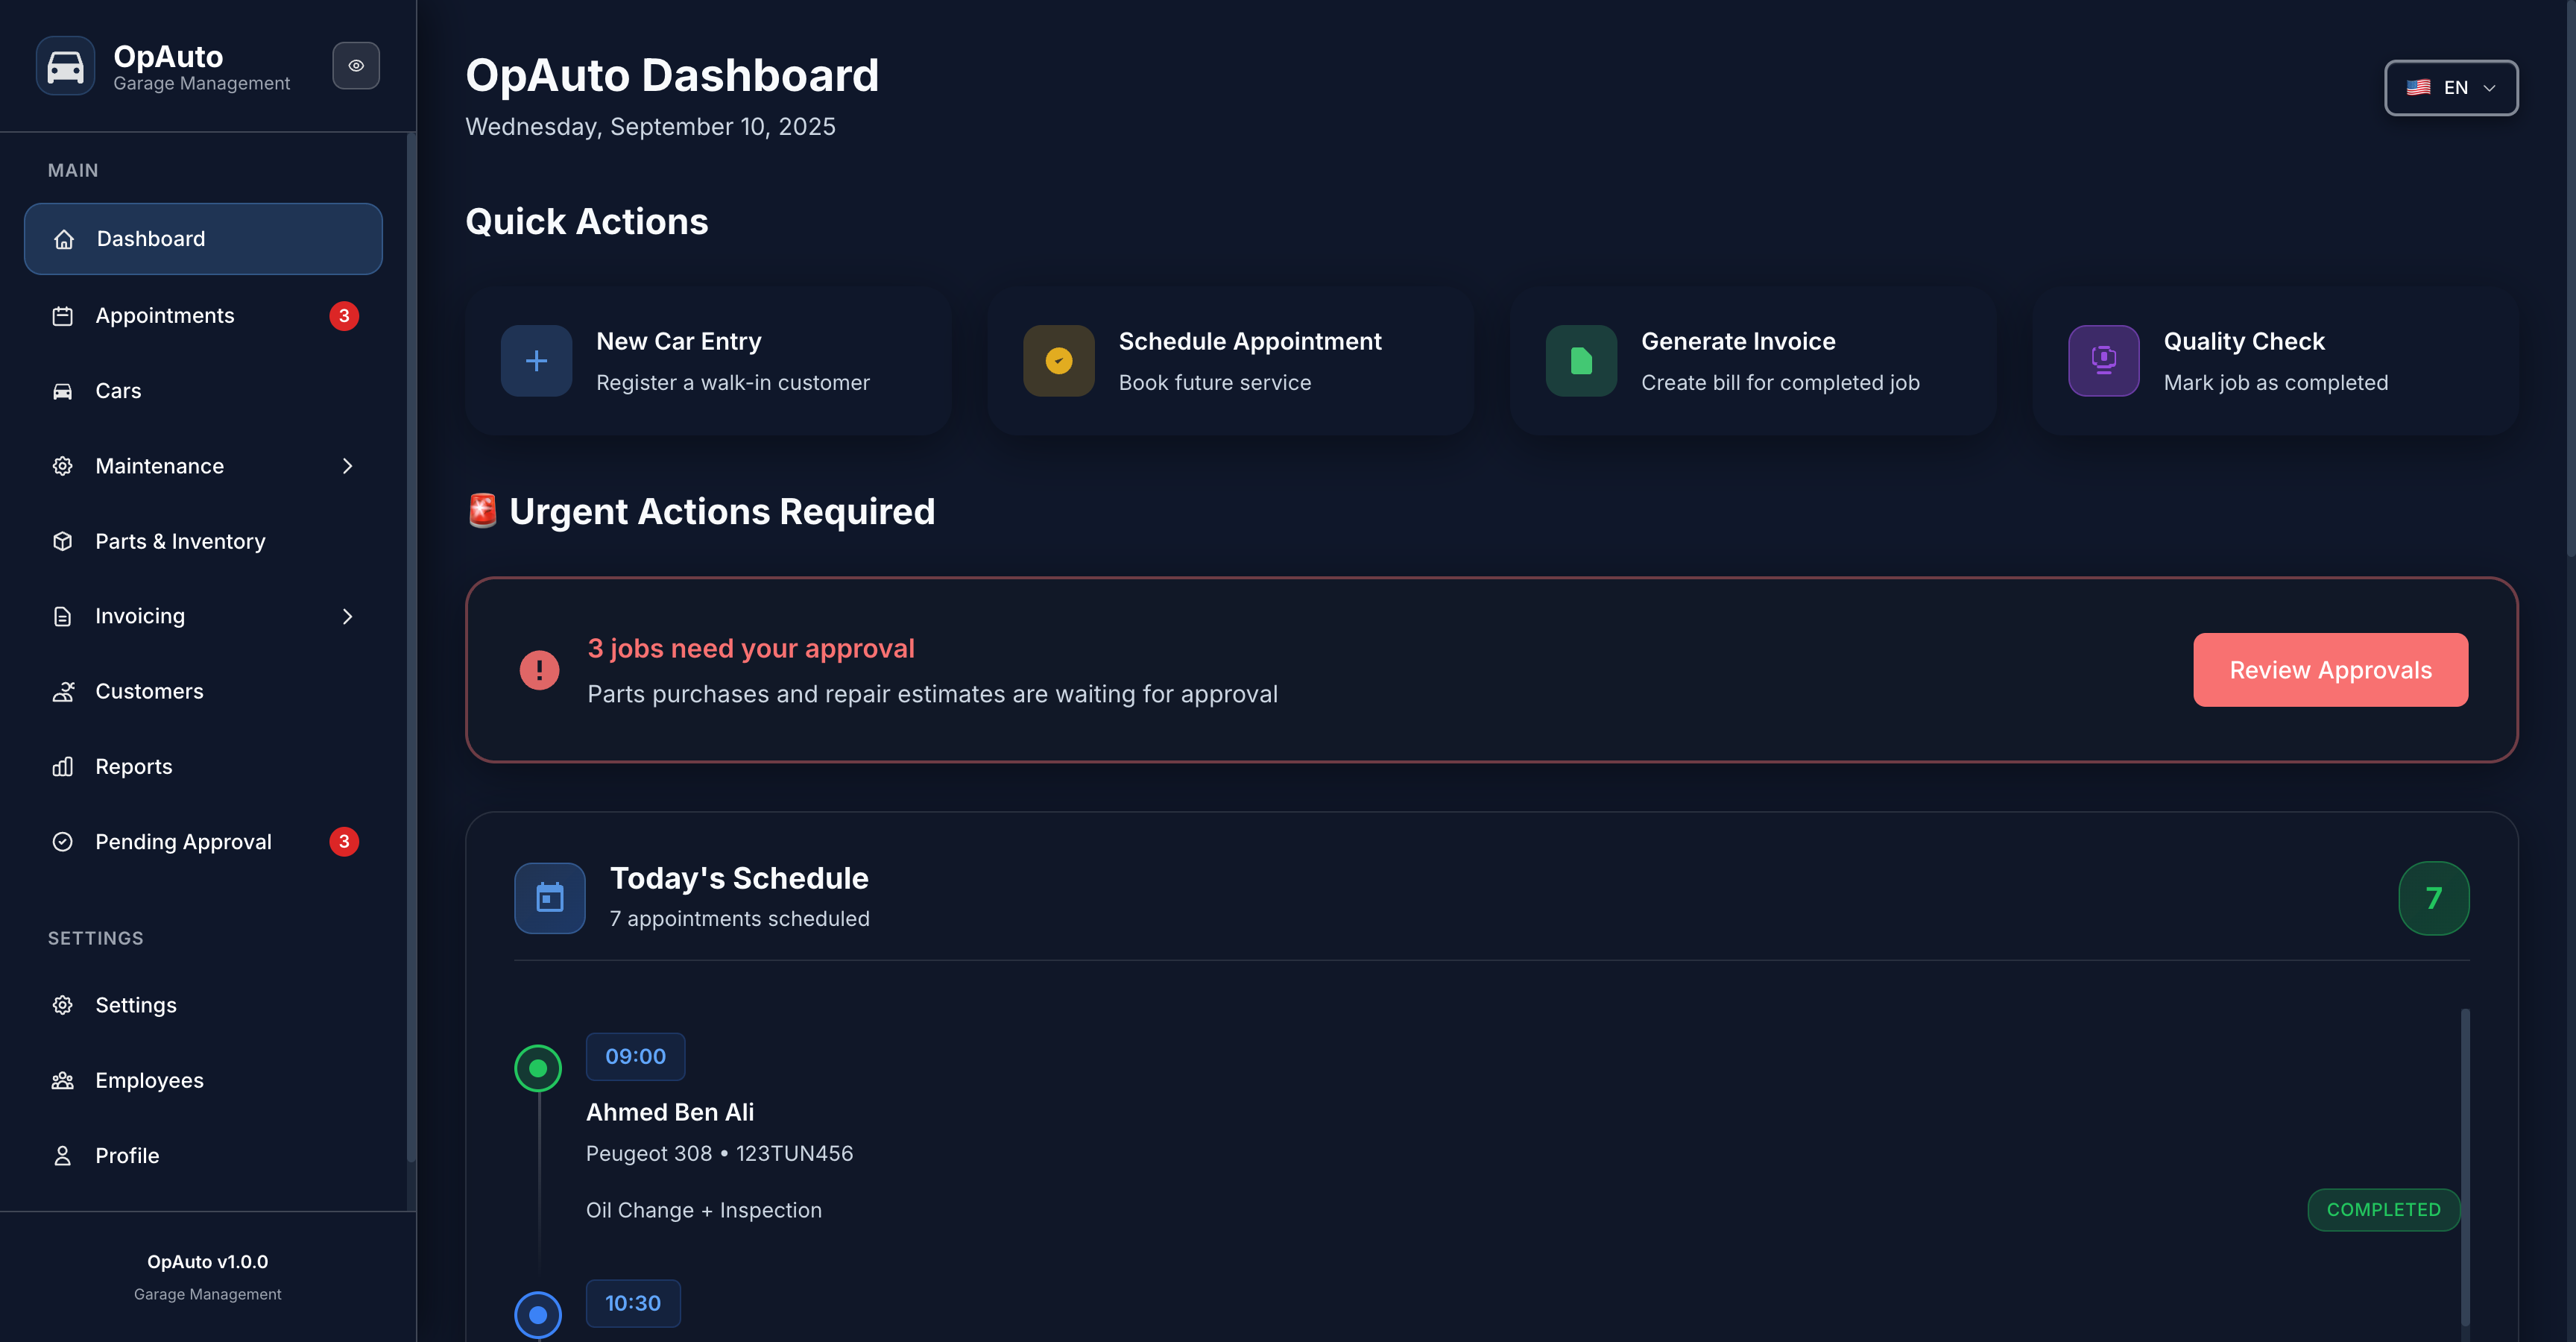 OpAuto
Garage Management
MAIN
Dashboard
Appointments 3
Cars
Maintenance
Parts & Inventory
Invoicing
Customers
Reports
Pending Approval 3
SETTINGS
Settings
Employees
Profile
OpAuto v1.0.0
Garage Management
OpAuto Dashboard
Wednesday, September 10, 2025
EN
Quick Actions
New Car Entry
Register a walk-in customer
Schedule Appointment
Book future service
Generate Invoice
Create bill for completed job
Quality Check
Mark job as completed
Urgent Actions Required
3 jobs need your approval
Parts purchases and repair estimates are waiting for approval
Review Approvals
Today's Schedule
7 appointments scheduled
7
09:00
Ahmed Ben Ali
Peugeot 308 • 123TUN456
Oil Change + Inspection
COMPLETED
10:30